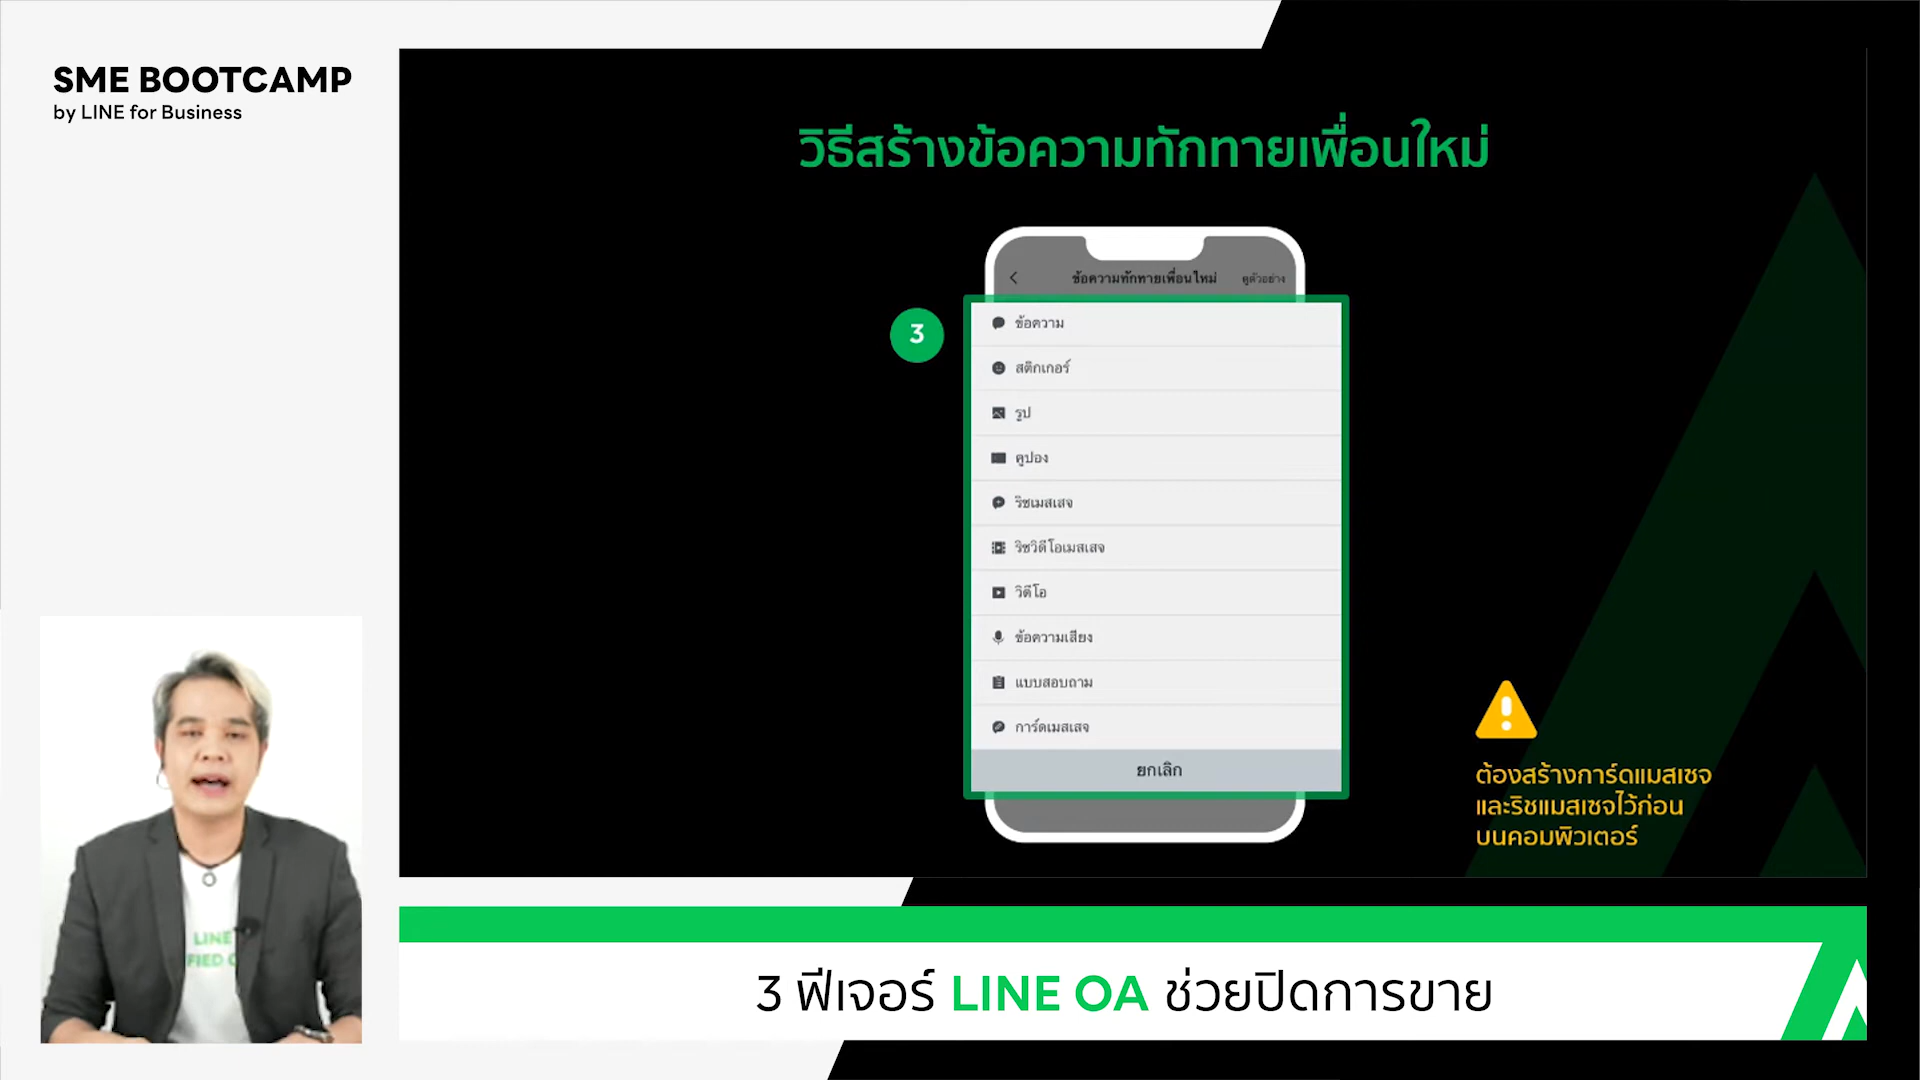 SME BOOTCAMP
by LINE for Business
วิธีสร้างข้อความทักทายเพื่อนใหม่
ข้อความทักทายเพื่อนใหม่ ดูตัวอย่าง
3
ข้อความ
สติกเกอร์
รูป
คูปอง
ริชเมสเสจ
ริชวิดีโอเมสเสจ
วิดีโอ
ข้อความเสียง
แบบสอบถาม
การ์ดเมสเสจ
ยกเลิก
ต้องสร้างการ์ดแมสเซจ
และริชแมสเซจไว้ก่อน
บนคอมพิวเตอร์
LINE
3 ฟีเจอร์ LINE OA ช่วยปิดการขาย